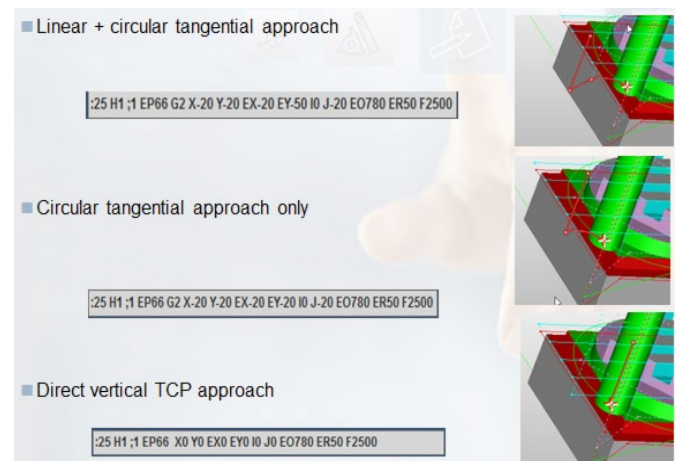 Linear + circular tangential approach
:25 H1 ;1 EP66 G2 X-20 Y-20 EX-20 EY-50 I0 J-20 EO780 ER50 F2500
Circular tangential approach only
:25 H1 ;1 EP66 G2 X-20 Y-20 EX-20 EY-20 I0 J-20 EO780 ER50 F2500
Direct vertical TCP approach
:25 H1 ;1 EP66 X0 Y0 EX0 EY0 I0 J0 EO780 ER50 F2500